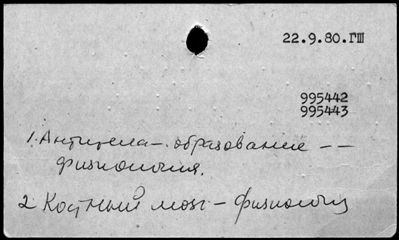 22.9.80.ГШ
995442
995443
1. Антитела - образование --
физиология.
2 Костный мозг - физиология